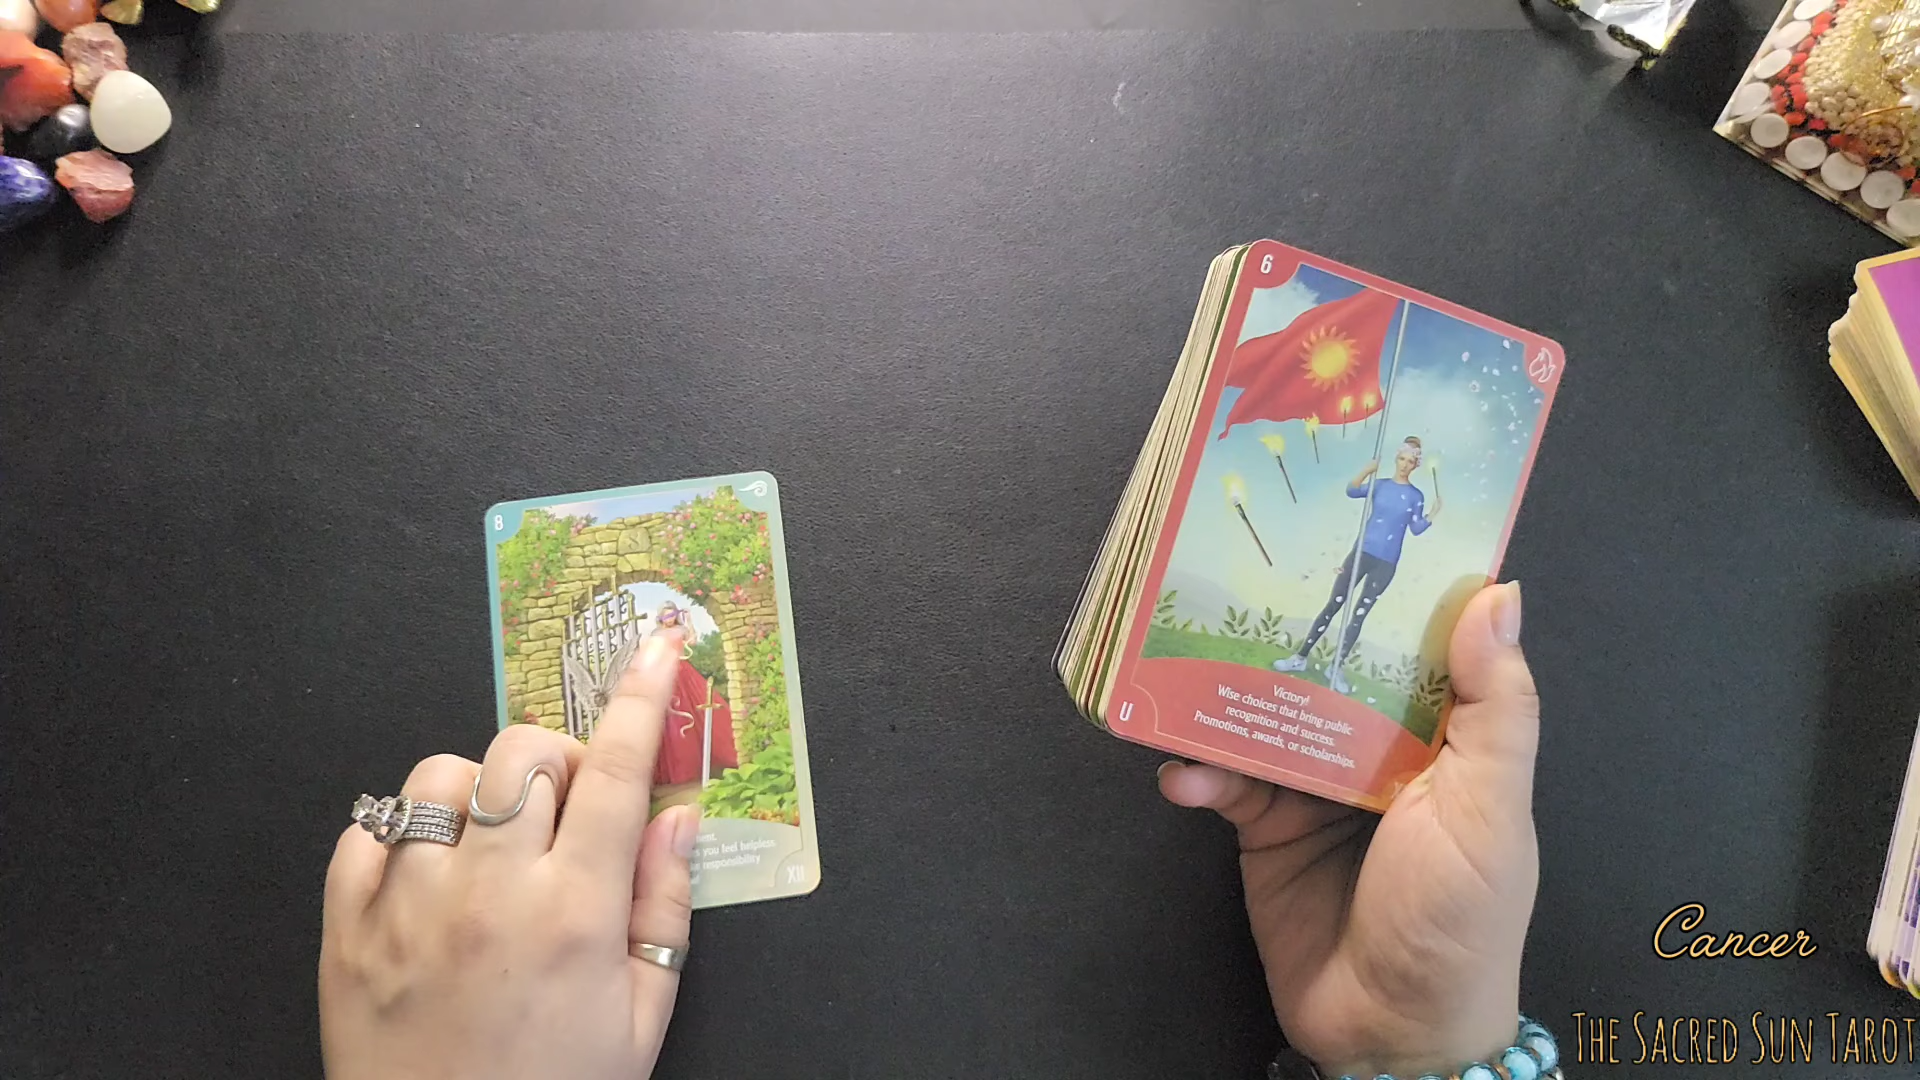 8
ment.
s you feel helpless.
responsibility
XII
6
U
Victory!
Wise choices that bring public
recognition and success.
Promotions, awards, or scholarships.
Cancer
THE SACRED SUN TAROT